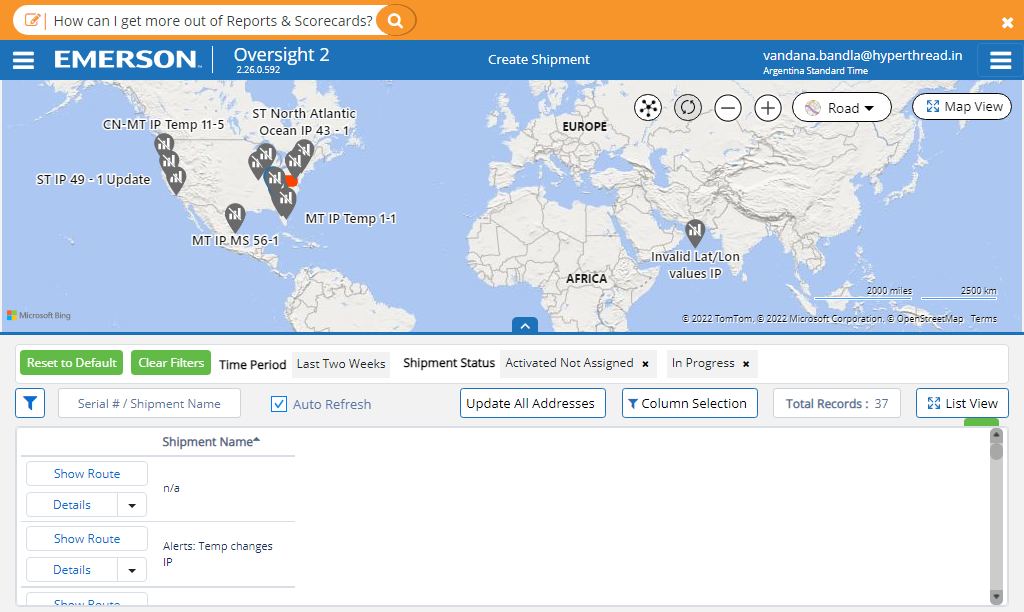 How can I get more out of Reports & Scorecards?
EMERSON
Oversight 2
2.26.0.592
Create Shipment
vandana.bandla@hyperthread.in
Argentina Standard Time
CN-MT IP Temp 11-5
ST North Atlantic
Ocean IP 43 - 1
ST IP 49 - 1 Update
MT IP Temp 1-1
MT IP MS 56-1
EUROPE
AFRICA
Invalid Lat/Lon
values IP
Road
Map View
2000 miles
2500 km
Microsoft Bing
© 2022 TomTom, © 2022 Microsoft Corporation, © OpenStreetMap Terms
Reset to Default
Clear Filters
Time Period
Last Two Weeks
Shipment Status
Activated Not Assigned ×
In Progress ×
Serial # / Shipment Name
Auto Refresh
Update All Addresses
Column Selection
Total Records : 37
List View
Shipment Name
Show Route
n/a
Details
Show Route
Alerts: Temp changes
IP
Details
Show Route